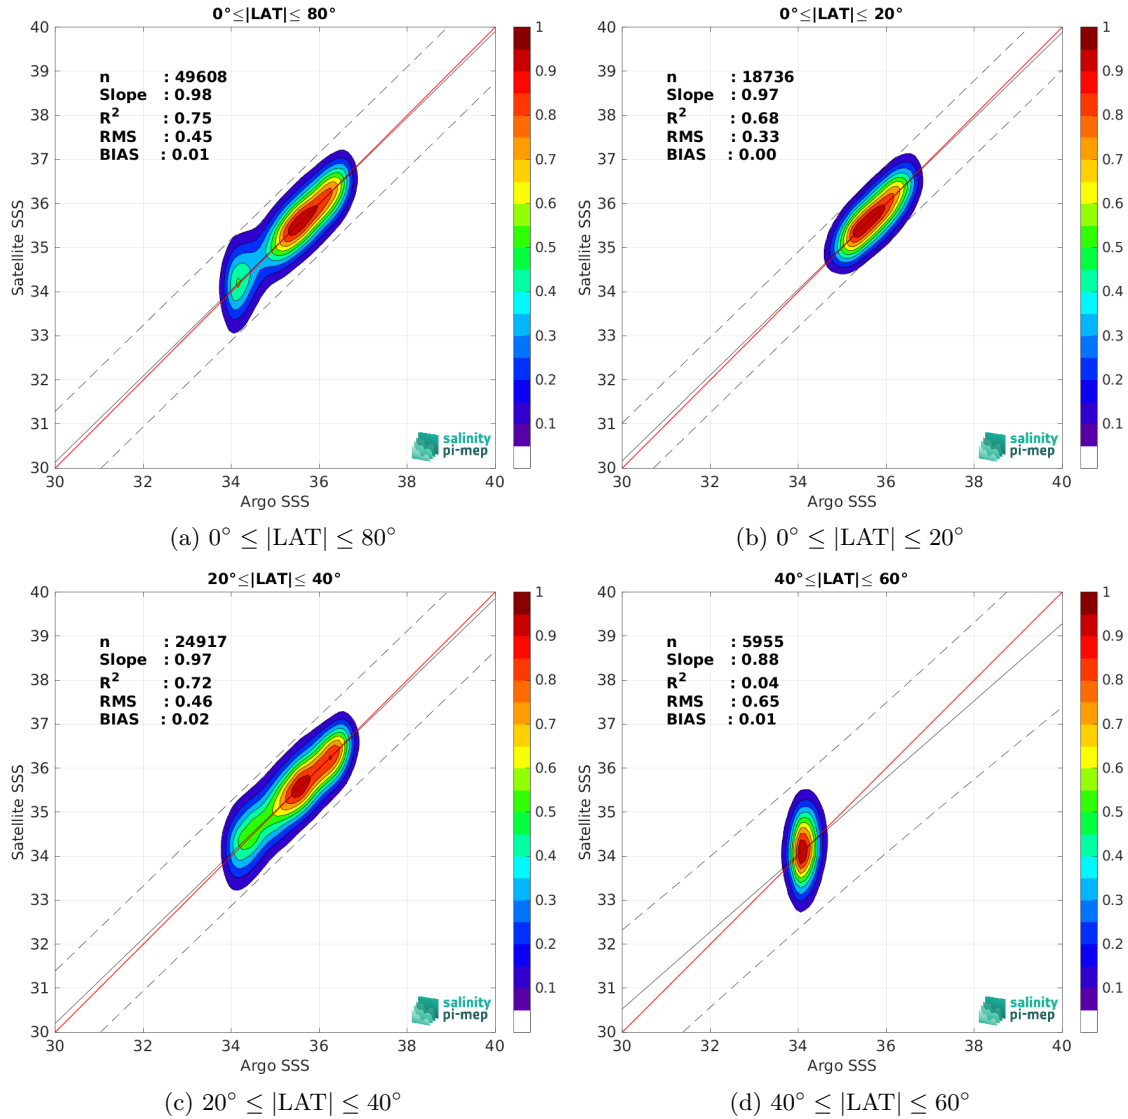 0°≤|LAT|≤ 80°
n : 49608
Slope : 0.98
R² : 0.75
RMS : 0.45
BIAS : 0.01
40
39
38
37
36
35
34
33
32
31
30
30
32
34
36
38
40
Satellite SSS
Argo SSS
1
0.9
0.8
0.7
0.6
0.5
0.4
0.3
0.2
0.1
salinity
pi-mep
(a) 0° ≤ |LAT| ≤ 80°
0°≤|LAT|≤ 20°
n : 18736
Slope : 0.97
R² : 0.68
RMS : 0.33
BIAS : 0.00
40
39
38
37
36
35
34
33
32
31
30
30
32
34
36
38
40
Satellite SSS
Argo SSS
1
0.9
0.8
0.7
0.6
0.5
0.4
0.3
0.2
0.1
salinity
pi-mep
(b) 0° ≤ |LAT| ≤ 20°
20°≤|LAT|≤ 40°
n : 24917
Slope : 0.97
R² : 0.72
RMS : 0.46
BIAS : 0.02
40
39
38
37
36
35
34
33
32
31
30
30
32
34
36
38
40
Satellite SSS
Argo SSS
1
0.9
0.8
0.7
0.6
0.5
0.4
0.3
0.2
0.1
salinity
pi-mep
(c) 20° ≤ |LAT| ≤ 40°
40°≤|LAT|≤ 60°
n : 5955
Slope : 0.88
R² : 0.04
RMS : 0.65
BIAS : 0.01
40
39
38
37
36
35
34
33
32
31
30
30
32
34
36
38
40
Satellite SSS
Argo SSS
1
0.9
0.8
0.7
0.6
0.5
0.4
0.3
0.2
0.1
salinity
pi-mep
(d) 40° ≤ |LAT| ≤ 60°